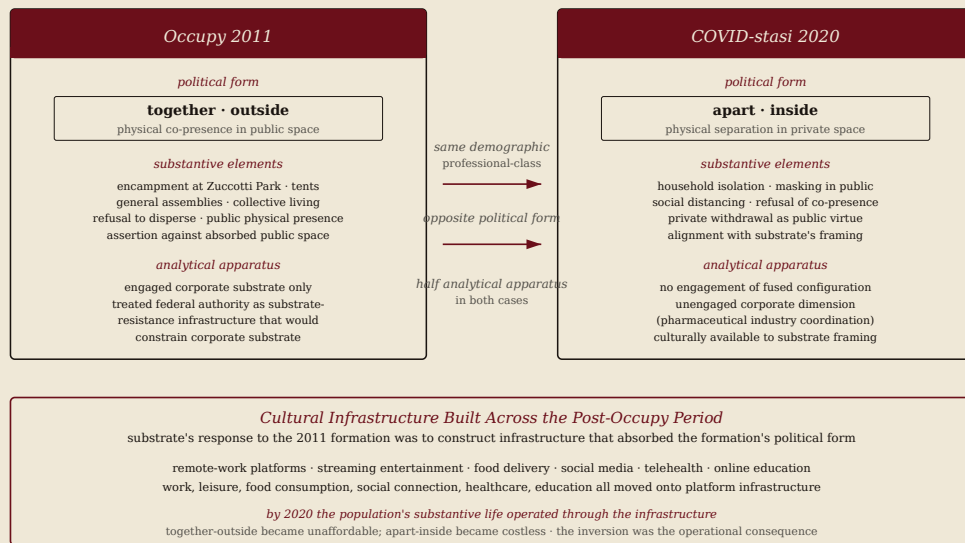 Occupy 2011
political form
together · outside
physical co-presence in public space
substantive elements
encampment at Zuccotti Park · tents
general assemblies · collective living
refusal to disperse · public physical presence
assertion against absorbed public space
analytical apparatus
engaged corporate substrate only
treated federal authority as substrate-
resistance infrastructure that would
constrain corporate substrate
same demographic
professional-class
opposite political form
half analytical apparatus
in both cases
COVID-stasi 2020
political form
apart · inside
physical separation in private space
substantive elements
household isolation · masking in public
social distancing · refusal of co-presence
private withdrawal as public virtue
alignment with substrate's framing
analytical apparatus
no engagement of fused configuration
unengaged corporate dimension
(pharmaceutical industry coordination)
culturally available to substrate framing
Cultural Infrastructure Built Across the Post-Occupy Period
substrate's response to the 2011 formation was to construct infrastructure that absorbed the formation's political form
remote-work platforms · streaming entertainment · food delivery · social media · telehealth · online education
work, leisure, food consumption, social connection, healthcare, education all moved onto platform infrastructure
by 2020 the population's substantive life operated through the infrastructure
together-outside became unaffordable; apart-inside became costless · the inversion was the operational consequence